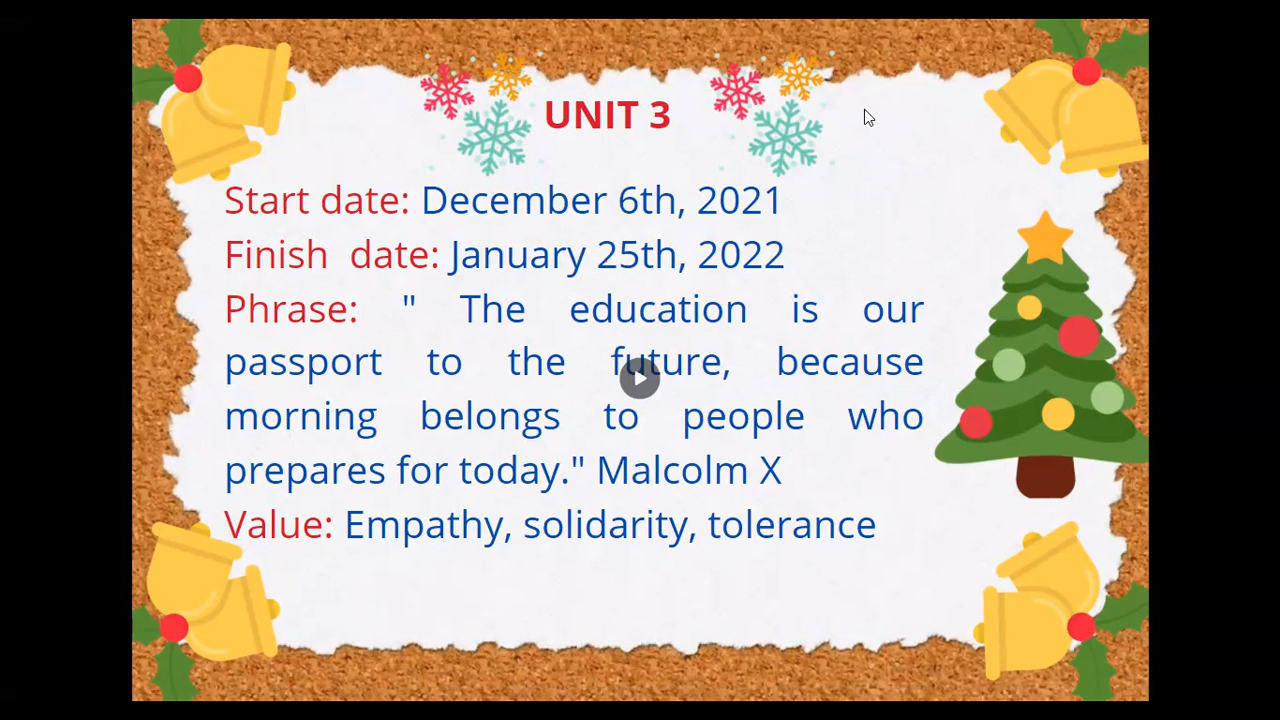 UNIT 3
Start date: December 6th, 2021
Finish date: January 25th, 2022
Phrase: " The education is our
passport to the future, because
morning belongs to people who
prepares for today." Malcolm X
Value: Empathy, solidarity, tolerance